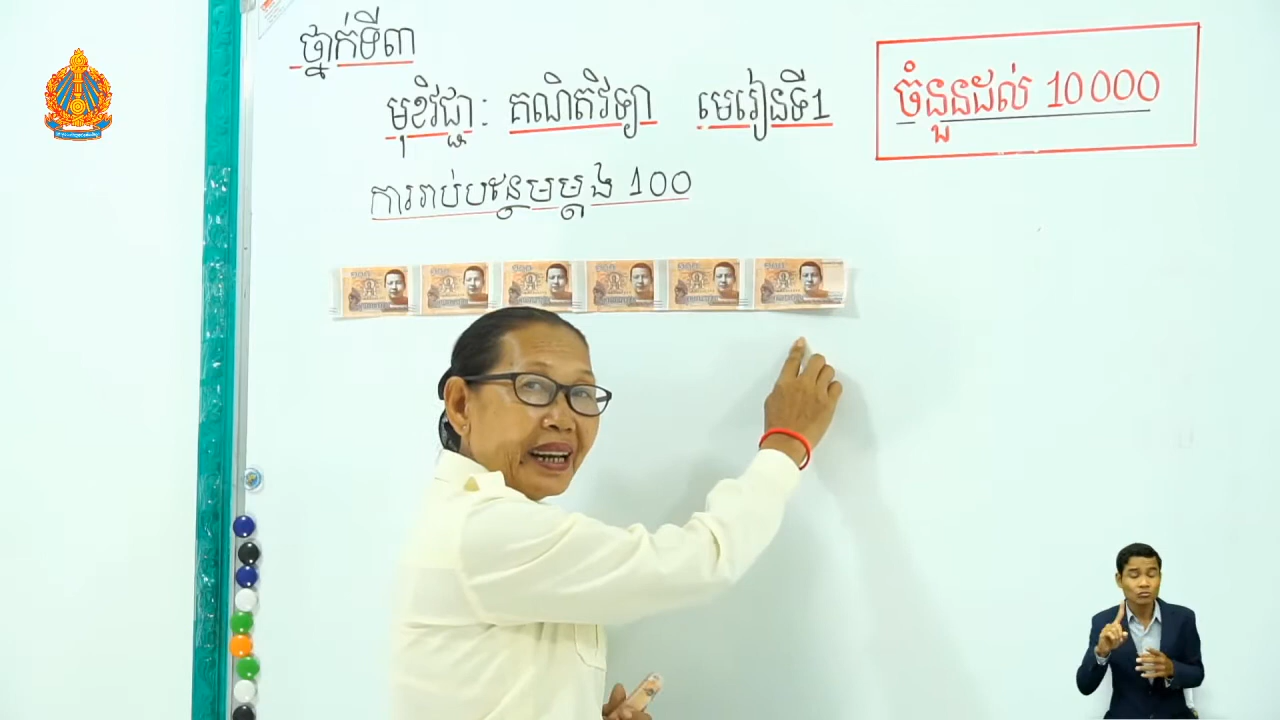 ថ្នាក់ទី៣
មុខវិជ្ជា: គណិតវិទ្យា មេរៀនទី1
ចំនួនដល់ 10000
ការរាប់បន្ថែមម្តង 100